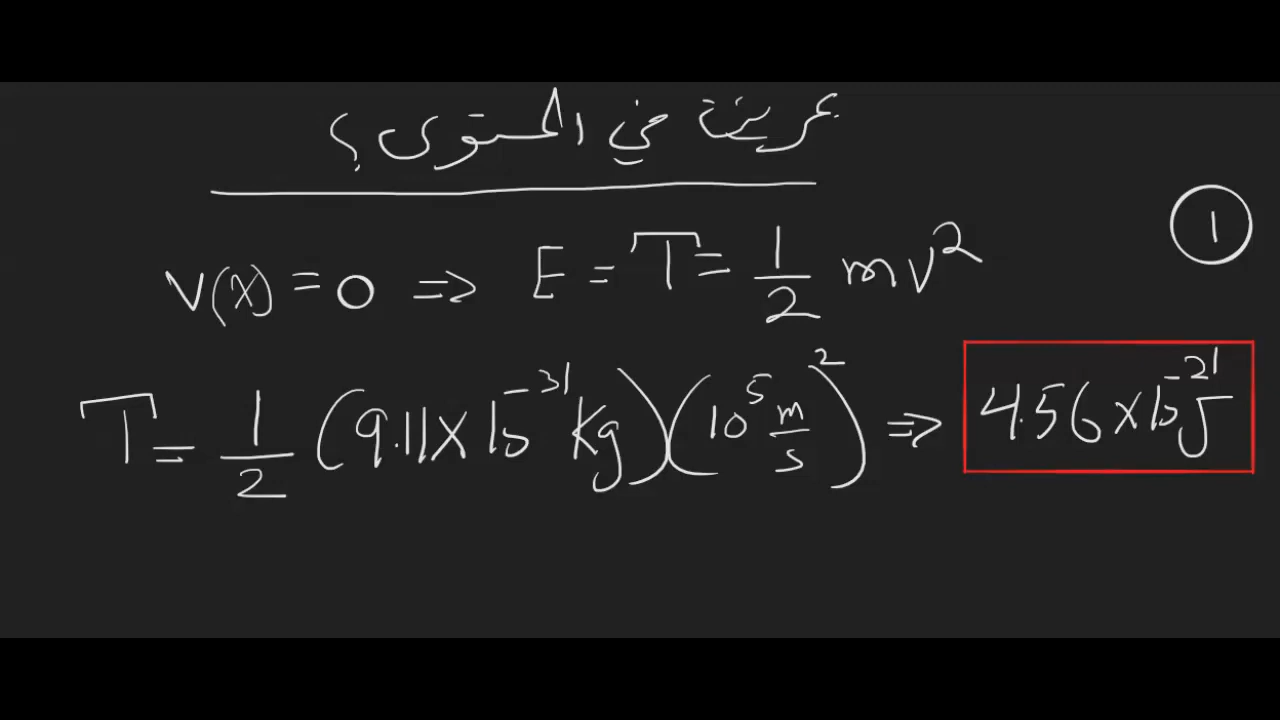 في المستوى ؟
①
V(x) = 0 ⇒ E = T = 1/2 mv²
T = 1/2 (9.11 x 10⁻³¹ Kg)(10⁵ m/s)² ⇒ 4.56 x 10⁻²¹ J